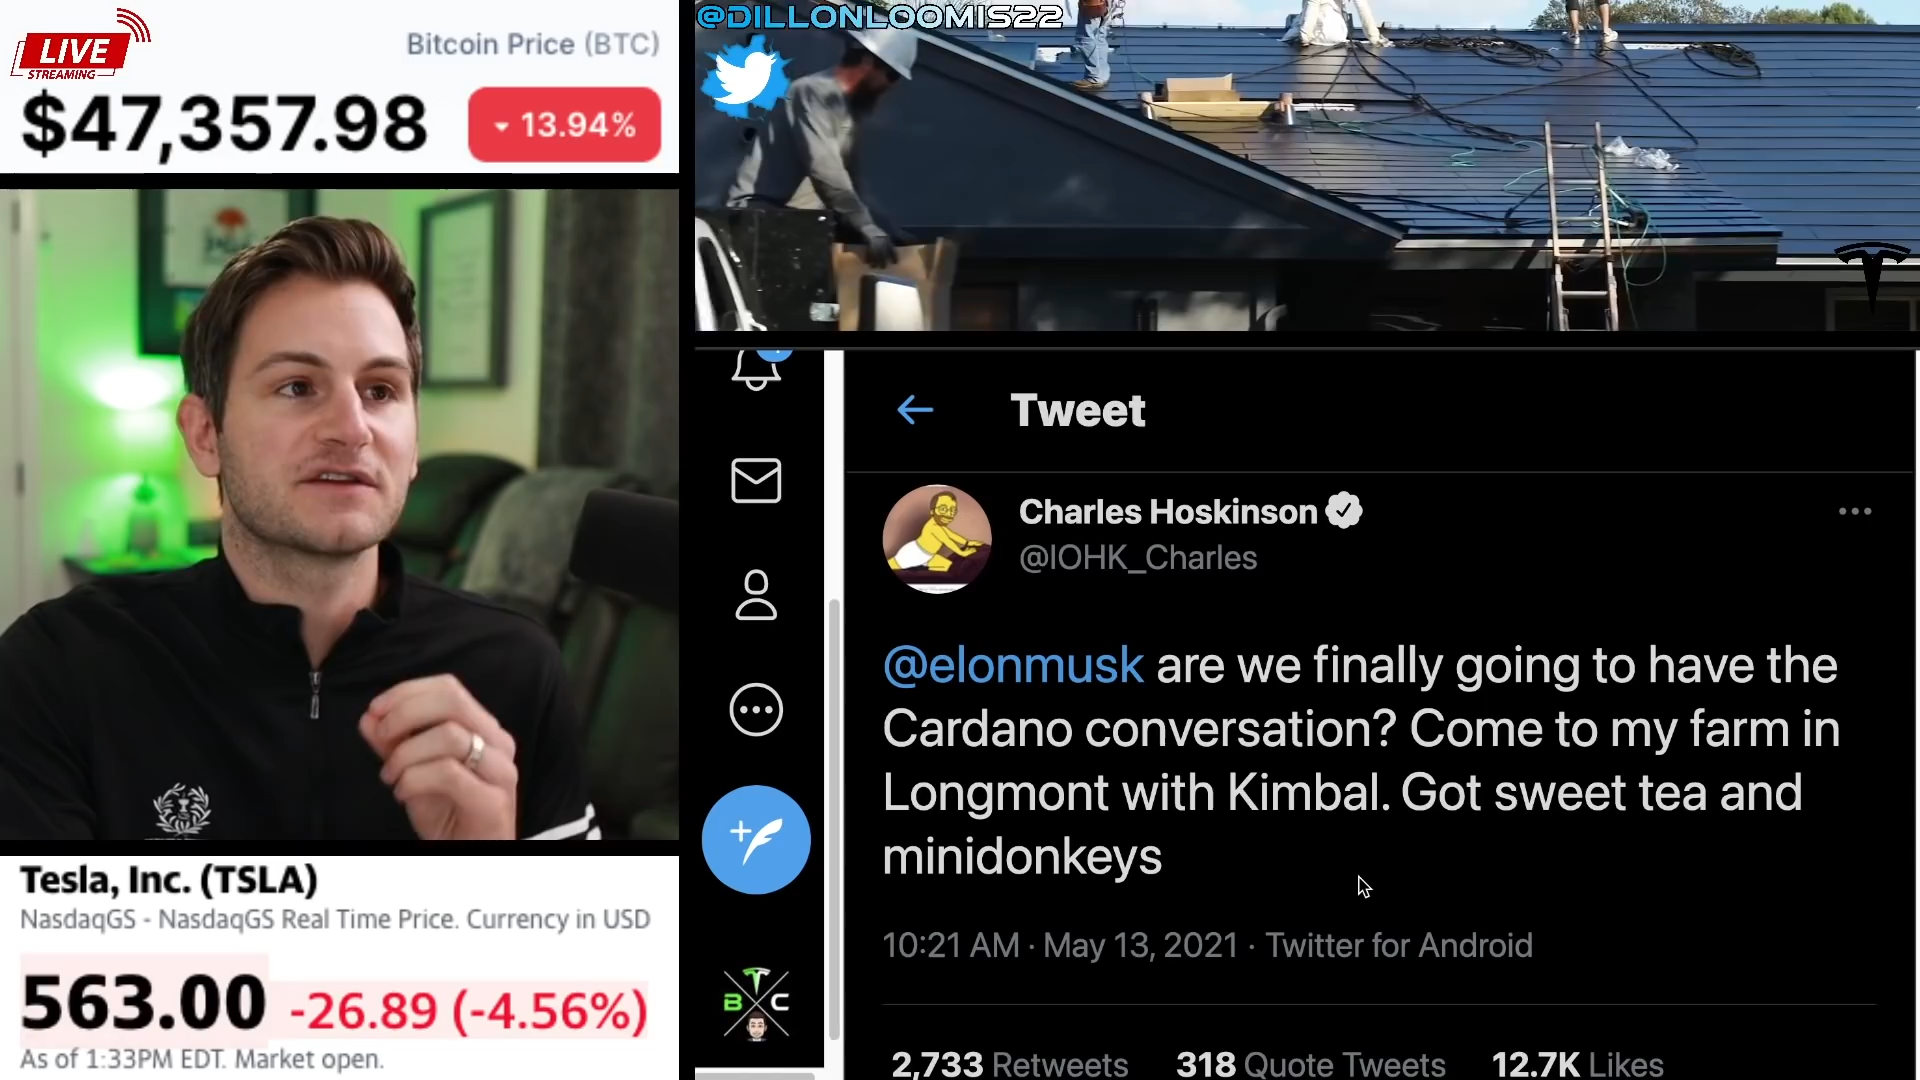 LIVE
STREAMING
Bitcoin Price (BTC)
$47,357.98
13.94%
Tesla, Inc. (TSLA)
NasdaqGS - NasdaqGS Real Time Price. Currency in USD
563.00 -26.89 (-4.56%)
As of 1:33PM EDT. Market open.
@DILLONLOOMIS22
Tweet
Charles Hoskinson
@IOHK_Charles
@elonmusk are we finally going to have the
Cardano conversation? Come to my farm in
Longmont with Kimbal. Got sweet tea and
minidonkeys
10:21 AM · May 13, 2021 · Twitter for Android
2,733 Retweets 318 Quote Tweets 12.7K Likes
B C